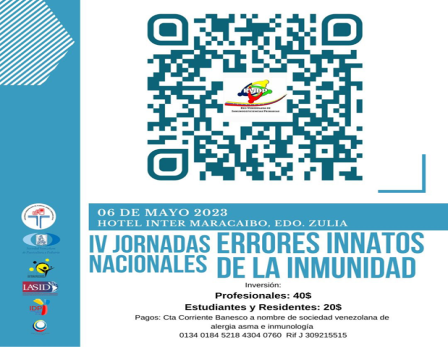 06 DE MAYO 2023
HOTEL INTER MARACAIBO, EDO. ZULIA
IV JORNADAS NACIONALES
ERRORES INNATOS DE LA INMUNIDAD
Inversión:
Profesionales: 40$
Estudiantes y Residentes: 20$
Pagos: Cta Corriente Banesco a nombre de sociedad venezolana de
alergia asma e inmunología
0134 0184 5218 4304 0760 Rif J 309215515
LASID